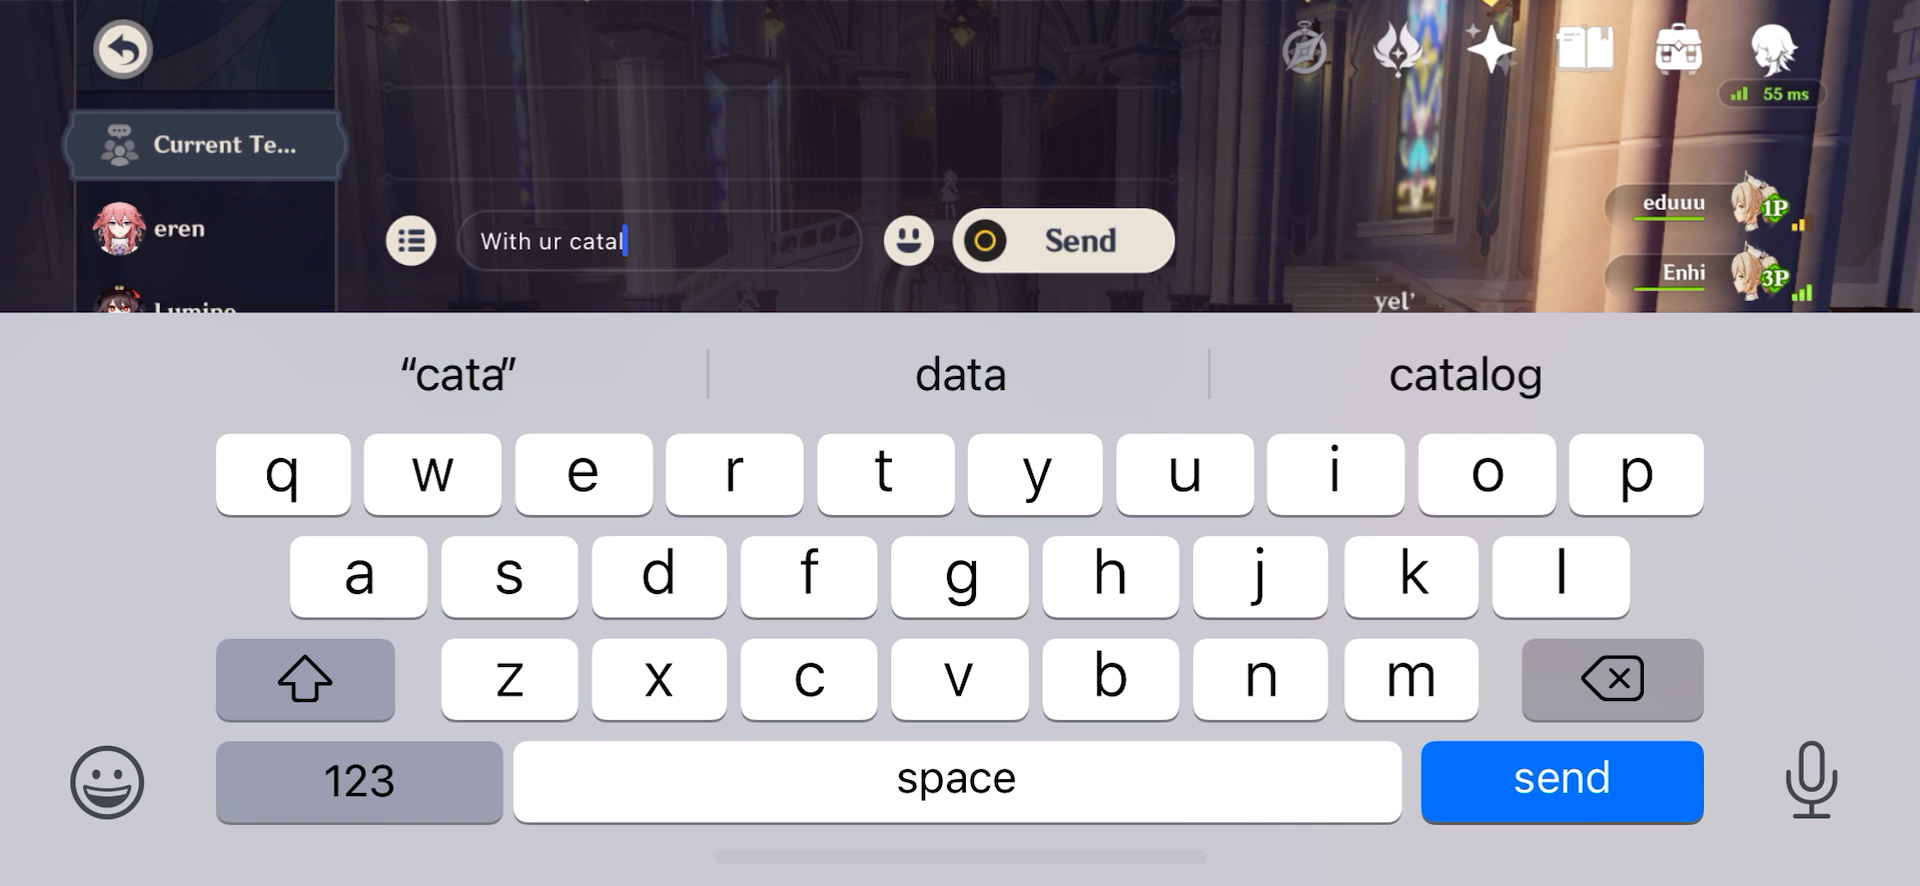 55 ms
Current Te...
eren
eduuu
1P
With ur catal
Send
Enhi
3P
Lumine
yel'
“cata”
data
catalog
q w e r t y u i o p
a s d f g h j k l
z x c v b n m
123
space
send